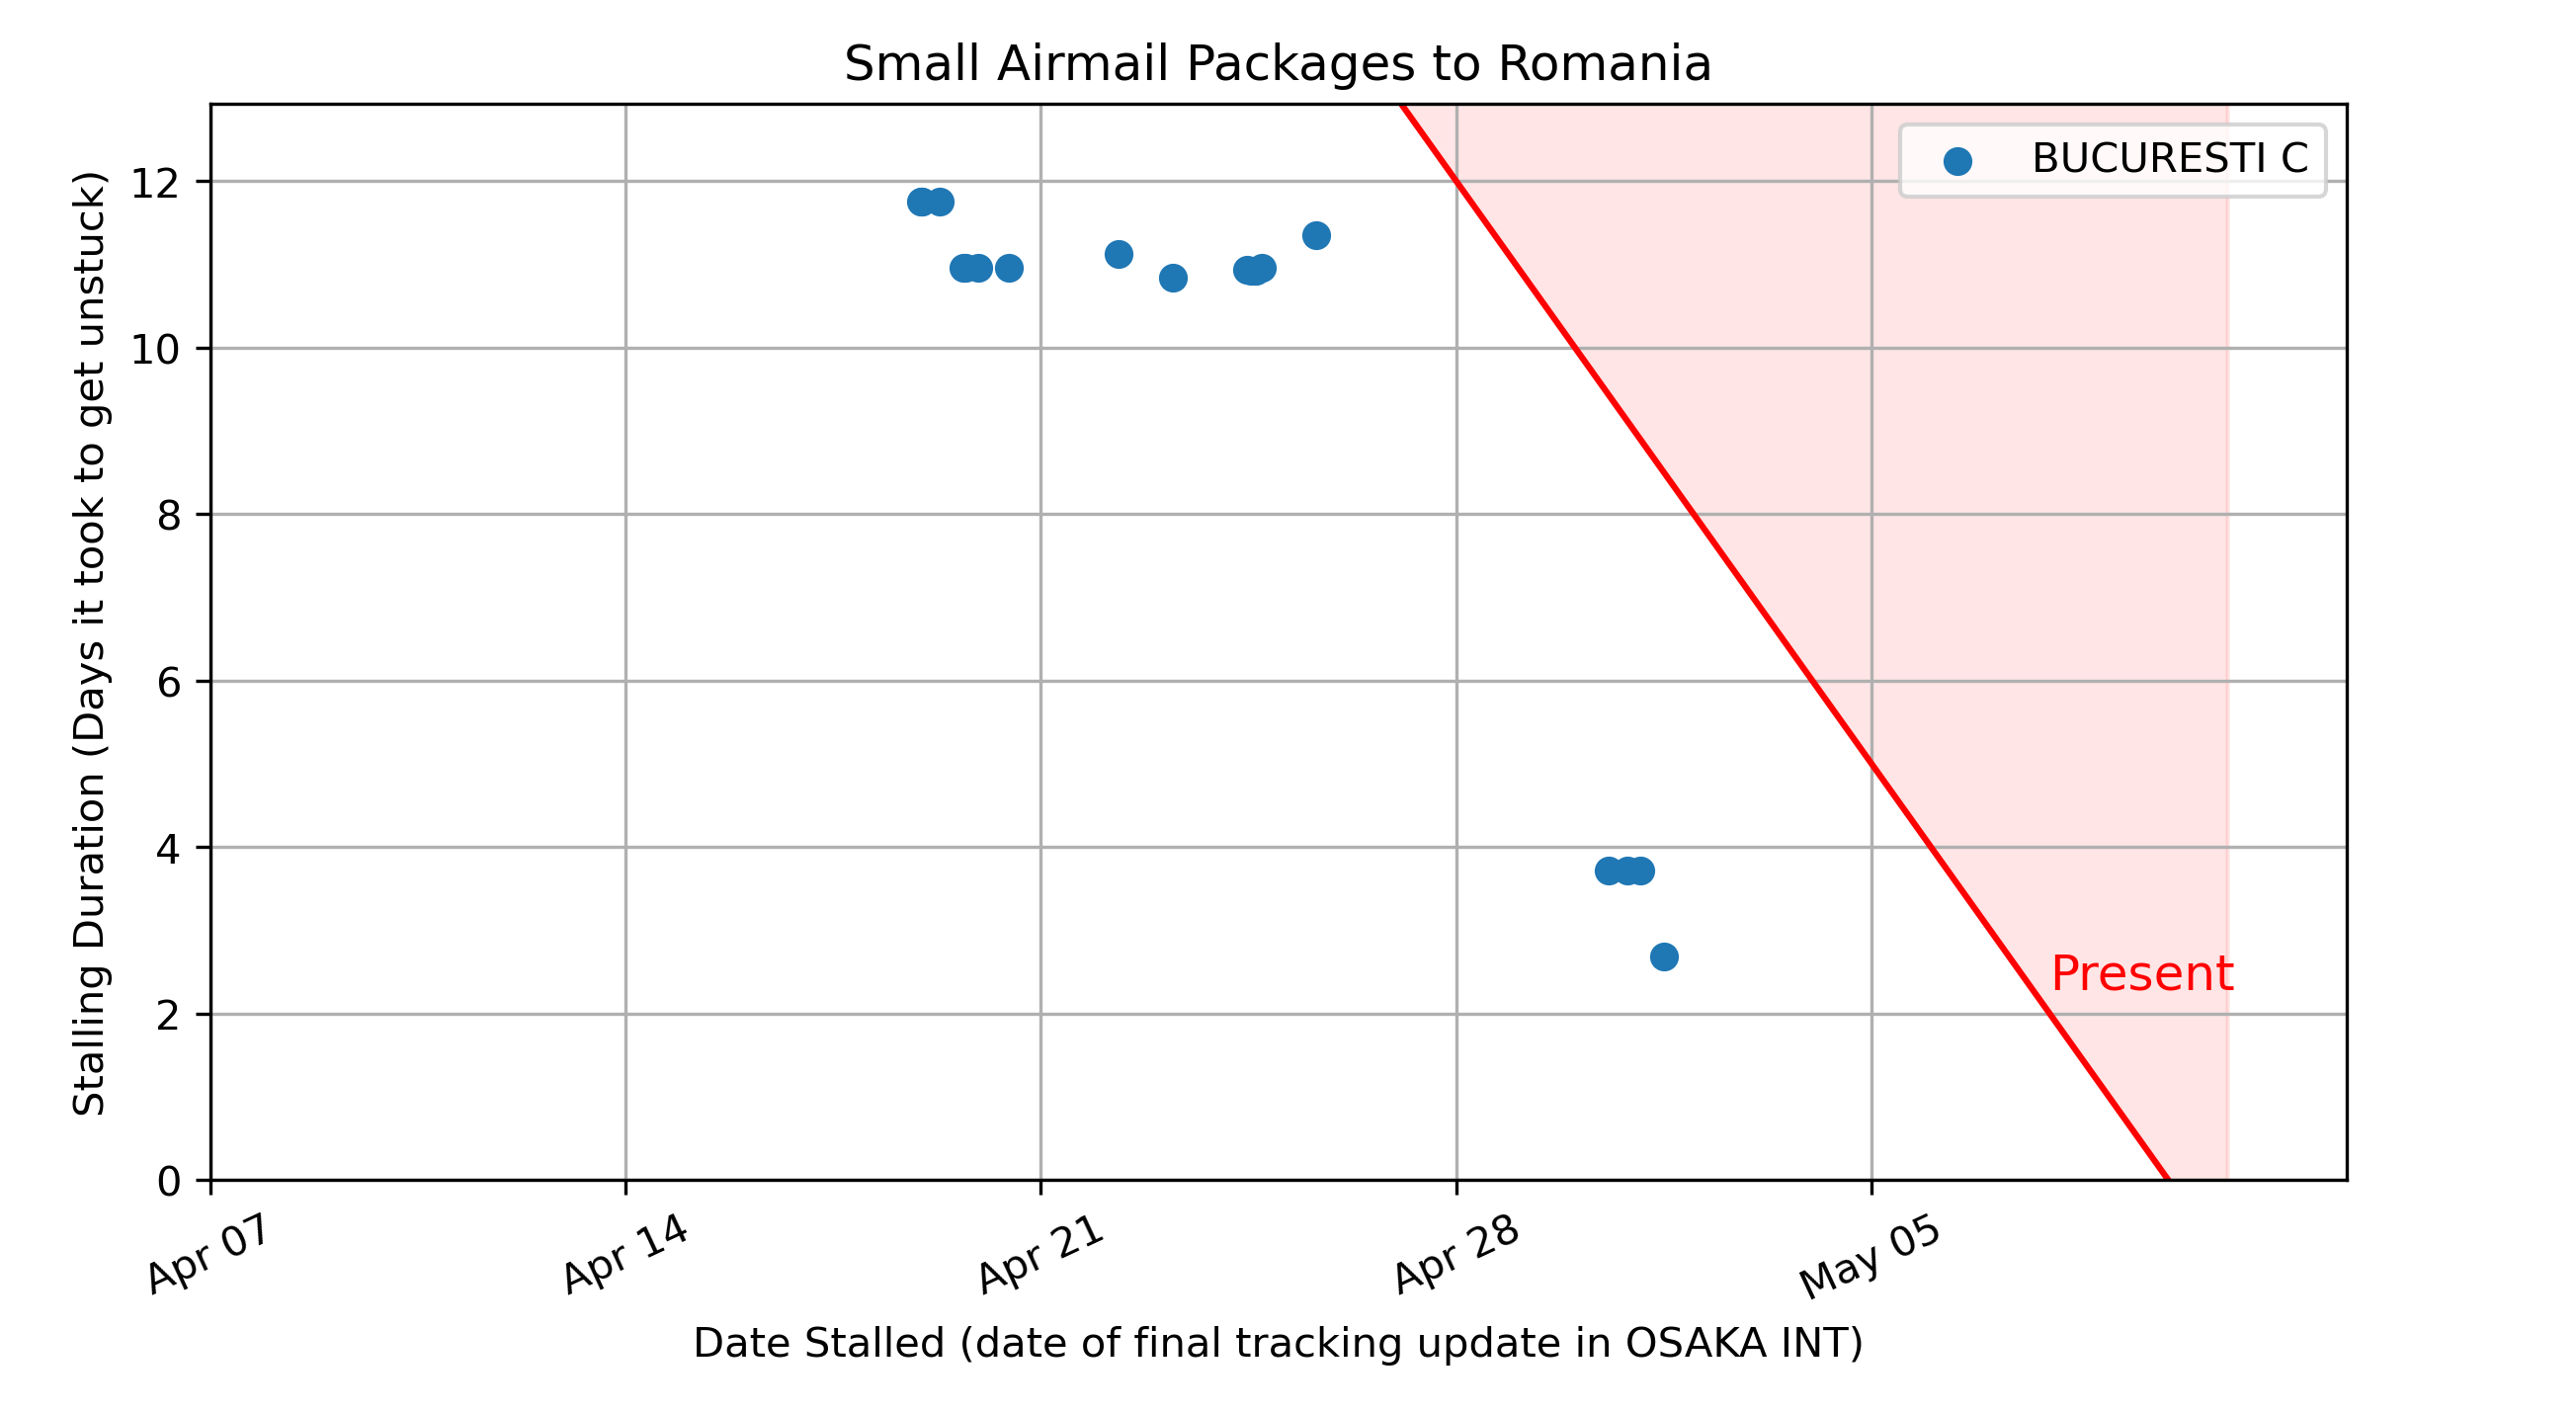 Small Airmail Packages to Romania
BUCURESTI C
Stalling Duration (Days it took to get unstuck)
12
10
8
6
4
2
0
Present
Apr 07
Apr 14
Apr 21
Apr 28
May 05
Date Stalled (date of final tracking update in OSAKA INT)